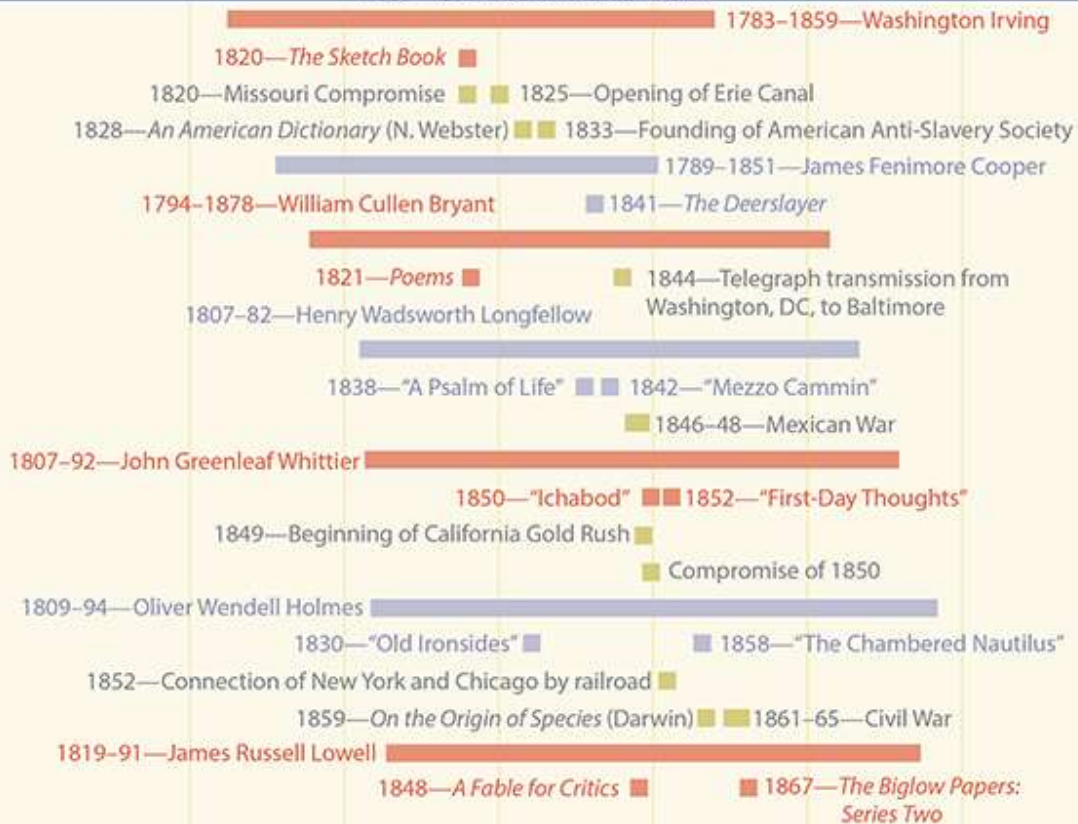 1783–1859—Washington Irving
1820—The Sketch Book
1820—Missouri Compromise 1825—Opening of Erie Canal
1828—An American Dictionary (N. Webster) 1833—Founding of American Anti-Slavery Society
1789–1851—James Fenimore Cooper
1794–1878—William Cullen Bryant 1841—The Deerslayer
1821—Poems 1844—Telegraph transmission from
Washington, DC, to Baltimore
1807–82—Henry Wadsworth Longfellow
1838—“A Psalm of Life” 1842—“Mezzo Cammin”
1846–48—Mexican War
1807–92—John Greenleaf Whittier
1850—“Ichabod” 1852—“First-Day Thoughts”
1849—Beginning of California Gold Rush
Compromise of 1850
1809–94—Oliver Wendell Holmes
1830—“Old Ironsides” 1858—“The Chambered Nautilus”
1852—Connection of New York and Chicago by railroad
1859—On the Origin of Species (Darwin) 1861–65—Civil War
1819–91—James Russell Lowell
1848—A Fable for Critics 1867—The Biglow Papers:
Series Two